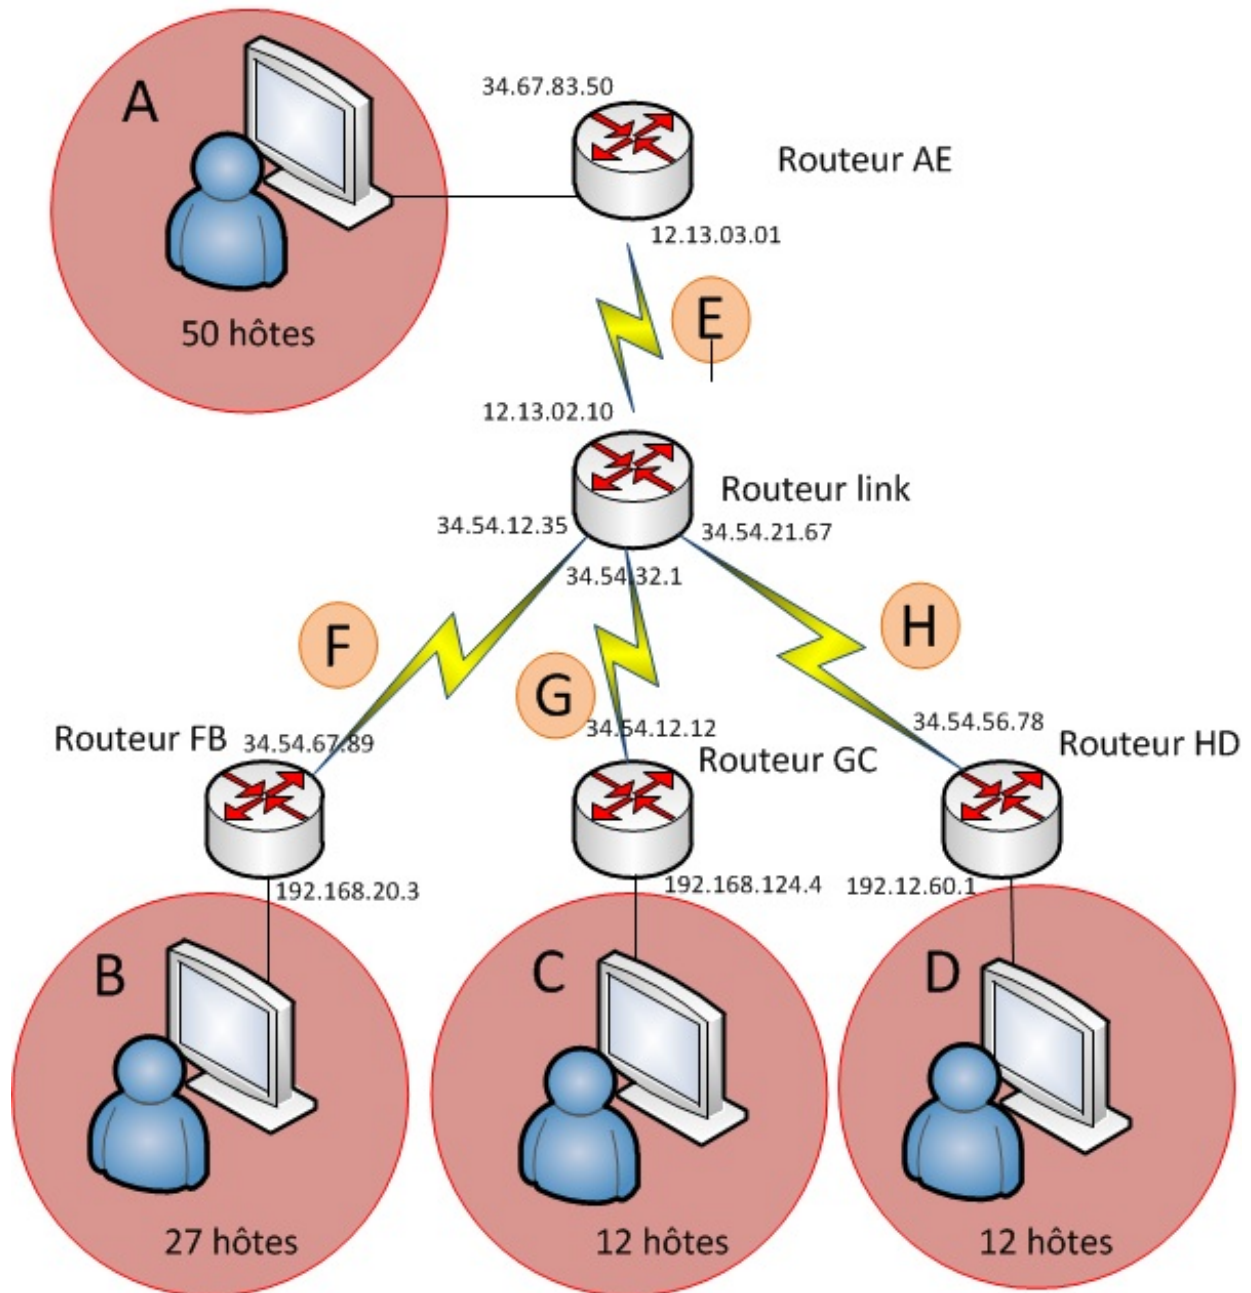 A
34.67.83.50
Routeur AE
12.13.03.01
50 hôtes
E
12.13.02.10
Routeur link
34.54.12.35
34.54.21.67
34.54.32.1
F
H
G
34.54.12.12
34.54.56.78
Routeur FB
34.54.67.89
Routeur GC
Routeur HD
192.168.20.3
192.168.124.4
192.12.60.1
B
C
D
27 hôtes
12 hôtes
12 hôtes